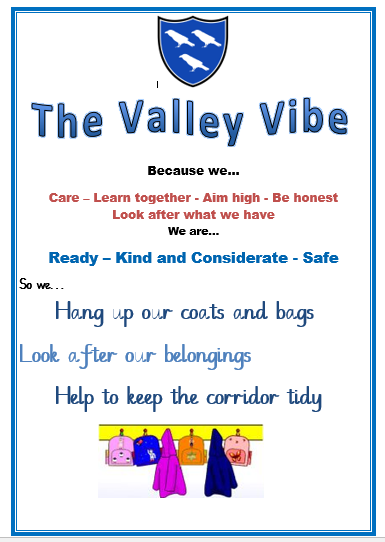 The Valley Vibe
Because we...
Care – Learn together - Aim high - Be honest
Look after what we have
We are...
Ready – Kind and Considerate - Safe
So we...
Hang up our coats and bags
Look after our belongings
Help to keep the corridor tidy